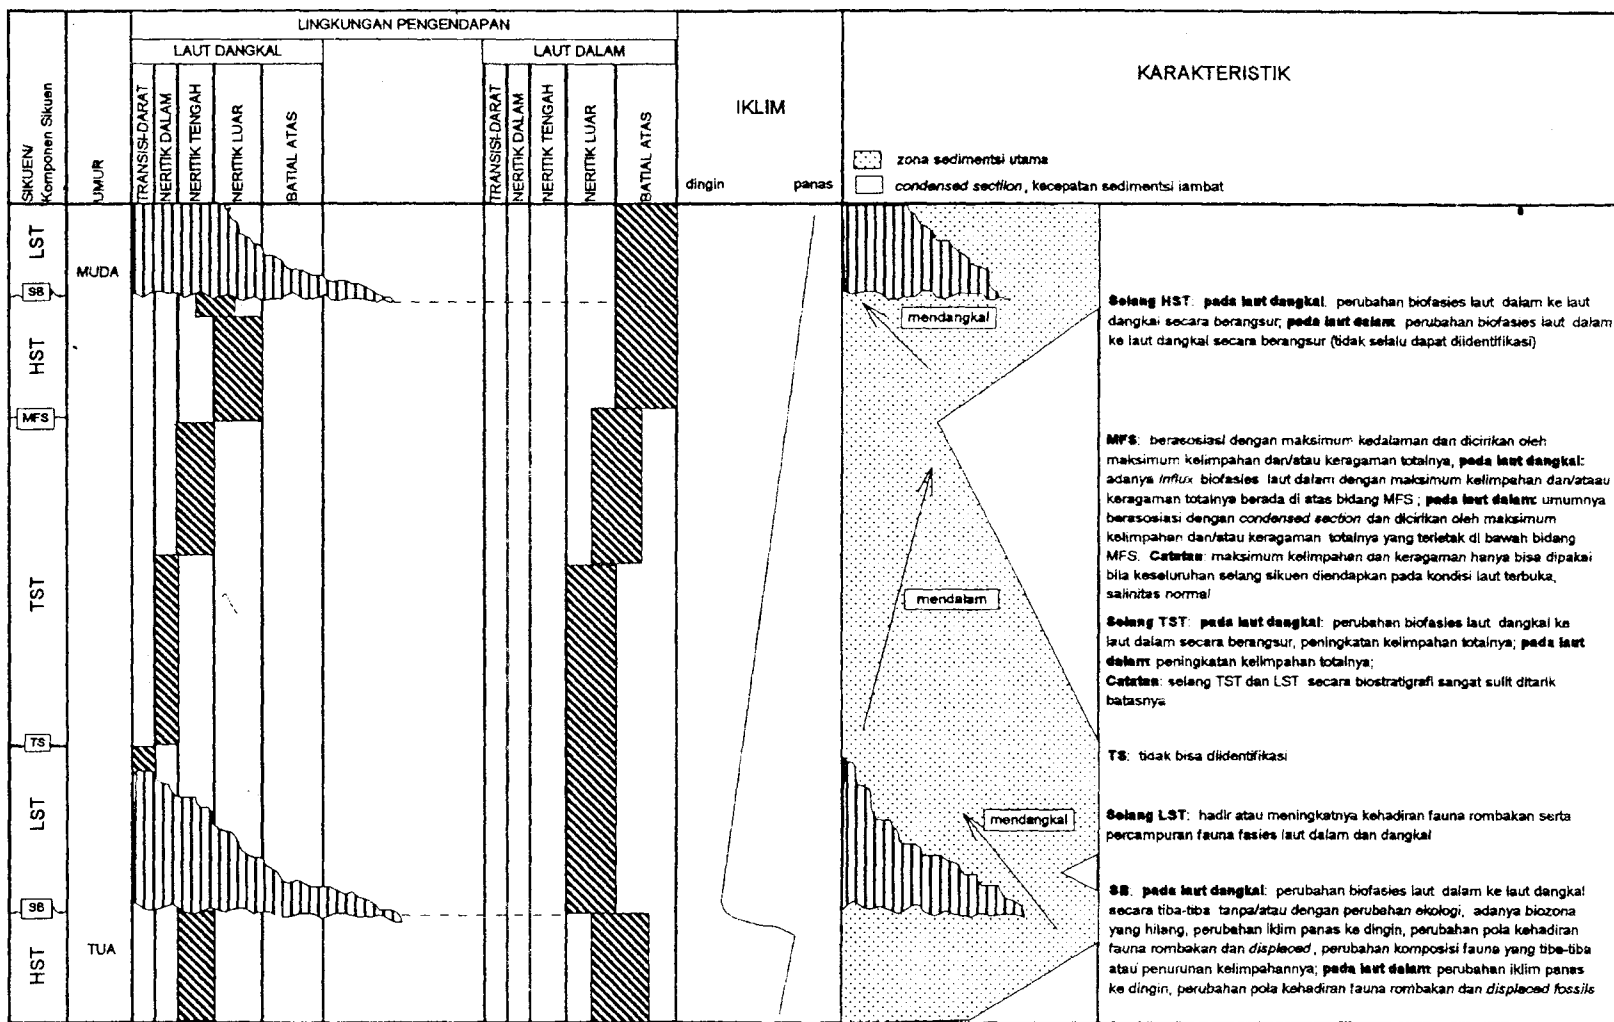 LINGKUNGAN PENGENDAPAN
LAUT DANGKAL
LAUT DALAM
SIKUEN/
Komponen Sikuen
UMUR
TRANSISI-DARAT
NERITIK DALAM
NERITIK TENGAH
NERITIK LUAR
BATIAL ATAS
TRANSISI-DARAT
NERITIK DALAM
NERITIK TENGAH
NERITIK LUAR
BATIAL ATAS
IKLIM
dingin
panas
KARAKTERISTIK
zona sedimentsi utama
condensed sectiion, kecepatan sedimentsi iambat
LST
SB
HST
MFS
TST
TS
LST
SB
HST
MUDA
TUA
mendangkal
mendalam
mendangkal
Selang HST: pada laut dangkal: perubahan biofasies laut dalam ke laut
dangkai secara berangsur; pada laut dalam: perubahan biofasies laut dalam
ke laut dangkal secara berangsur (tidak selalu dapat diidentifikasi)
MFS: berasosiasi dengan maksimum kedalaman dan dicirikan oleh
maksimum kelimpahan dan/atau keragaman totalnya, pada laut dangkal:
adanya influx biofasies laut dalam dengan maksimum kelimpahan dan/ataau
keragaman totalnya berada di atas bidang MFS ; pada laut dalam: umumnya
berasosiasi dengan condensed section dan dicirikan oleh maksimum
kelimpahan dan/atau keragaman totalnya yang terletak di bawah bidang
MFS. Catatan: maksimum kelimpahan dan keragaman hanya bisa dipakai
bila keseluruhan selang sikuen diendapkan pada kondisi laut terbuka,
salinitas normal
Selang TST: pada laut dangkal: perubahan biofasies laut dangkal ke
laut dalam secara berangsur, peningkatan kelimpahan totalnya; pada laut
dalam: peningkatan kelimpahan totalnya;
Catatan: selang TST dan LST secara biostratigrafi sangat sulit ditarik
batasnya
TS: tidak bisa diidentifikasi
Selang LST: hadir atau meningkatnya kehadiran fauna rombakan serta
percampuran fauna fasies laut dalam dan dangkal
SB: pada laut dangkal: perubahan biofasies laut dalam ke laut dangkal
secara tiba-tiba tanpa/atau dengan perubahan ekologi, adanya biozona
yang hilang, perubahan iklim panas ke dingin, perubahan pola kehadiran
fauna rombakan dan displaced, perubahan komposisi fauna yang tiba-tiba
atau penurunan kelimpahannya; pada laut dalam: perubahan iklim panas
ke dingin, perubahan pola kehadiran fauna rombakan dan displaced fossils